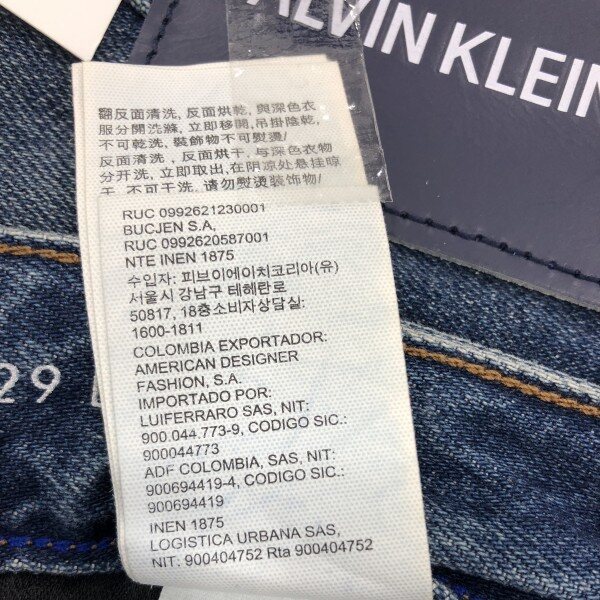 ALVIN KLEIN
翻反面清洗, 反面烘乾, 與深色衣
服分開洗滌, 立即移開,吊掛陰乾,
不可乾洗, 裝飾物不可熨燙/
反面清洗, 反面烘干, 与深色衣物
分开洗, 立即取出,在阴凉处悬挂晾
干, 不可干洗, 请勿熨烫装饰物/
RUC 0992621230001
BUCJEN S.A,
RUC 0992620587001
NTE INEN 1875
수입자: 피브이에이치코리아(유)
서울시 강남구 테헤란로
50817, 18층소비자상담실:
1600-1811
COLOMBIA EXPORTADOR:
AMERICAN DESIGNER
FASHION, S.A.
IMPORTADO POR:
LUIFERRARO SAS, NIT:
900.044.773-9, CODIGO SIC.:
900044773
ADF COLOMBIA, SAS, NIT:
900694419-4, CODIGO SIC.:
900694419
INEN 1875
LOGISTICA URBANA SAS,
NIT: 900404752 Rta 900404752
29